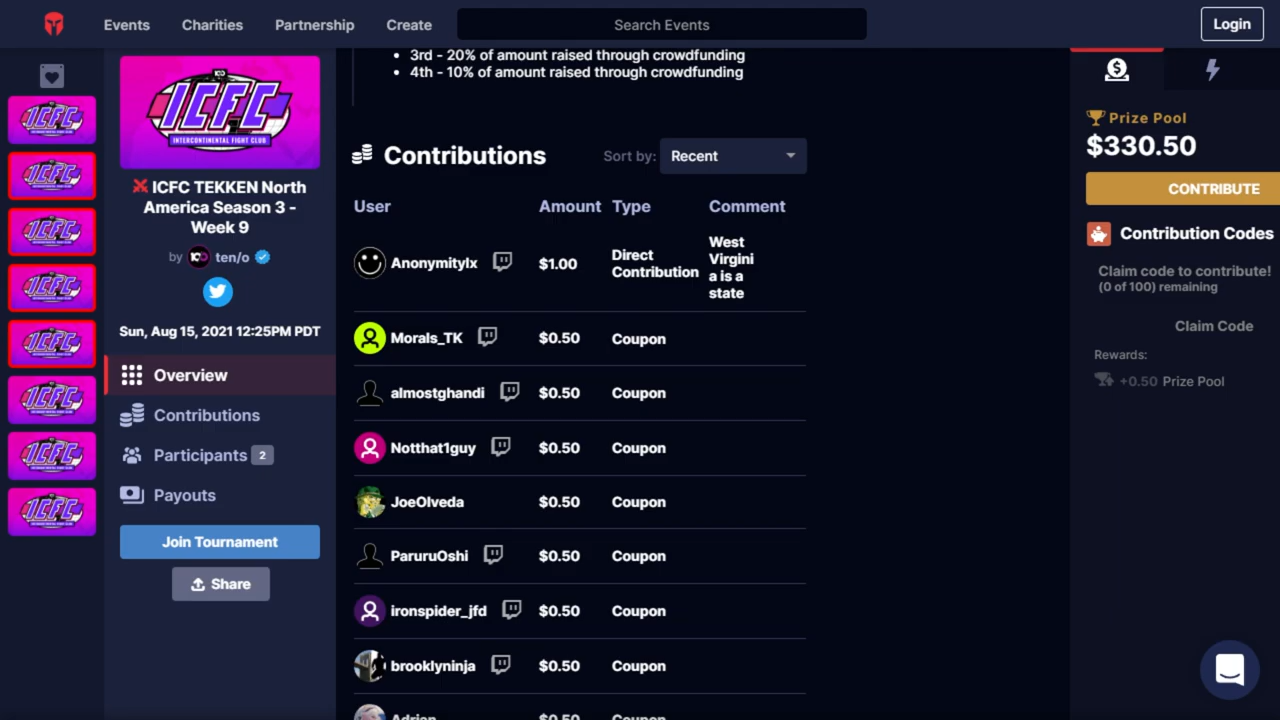 Events
Charities
Partnership
Create
Search Events
Login
ICFC
INTERCONTINENTAL FIGHT CLUB
ICFC TEKKEN North
America Season 3 -
Week 9
by ten/o
Sun, Aug 15, 2021 12:25PM PDT
Overview
Contributions
Participants 2
Payouts
Join Tournament
Share
3rd - 20% of amount raised through crowdfunding
4th - 10% of amount raised through crowdfunding
Contributions
Sort by: Recent
User Amount Type Comment
Anonymitylx $1.00 Direct Contribution West Virgini a is a state
Morals_TK $0.50 Coupon
almostghandi $0.50 Coupon
Notthat1guy $0.50 Coupon
JoeOlveda $0.50 Coupon
ParuruOshi $0.50 Coupon
ironspider_jfd $0.50 Coupon
brooklyninja $0.50 Coupon
Adrian $0.50 Coupon
Prize Pool
$330.50
CONTRIBUTE
Contribution Codes
Claim code to contribute!
(0 of 100) remaining
Claim Code
Rewards:
+0.50 Prize Pool